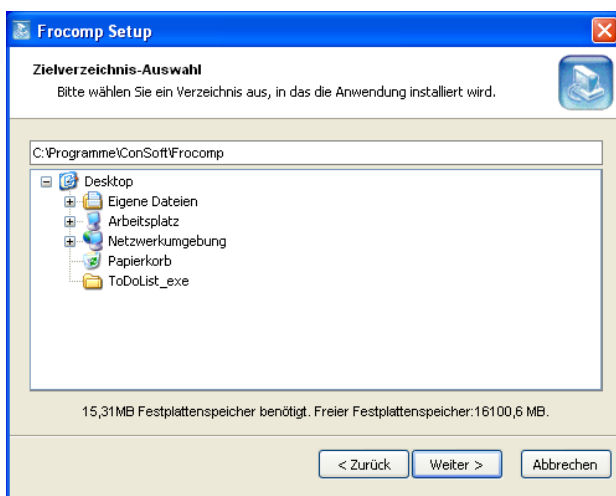 Frocomp Setup
Zielverzeichnis-Auswahl
Bitte wählen Sie ein Verzeichnis aus, in das die Anwendung installiert wird.
C:\Programme\ConSoft\Frocomp
Desktop
Eigene Dateien
Arbeitsplatz
Netzwerkumgebung
Papierkorb
ToDoList_exe
15,31MB Festplattenspeicher benötigt. Freier Festplattenspeicher:16100,6 MB.
< Zurück
Weiter >
Abbrechen